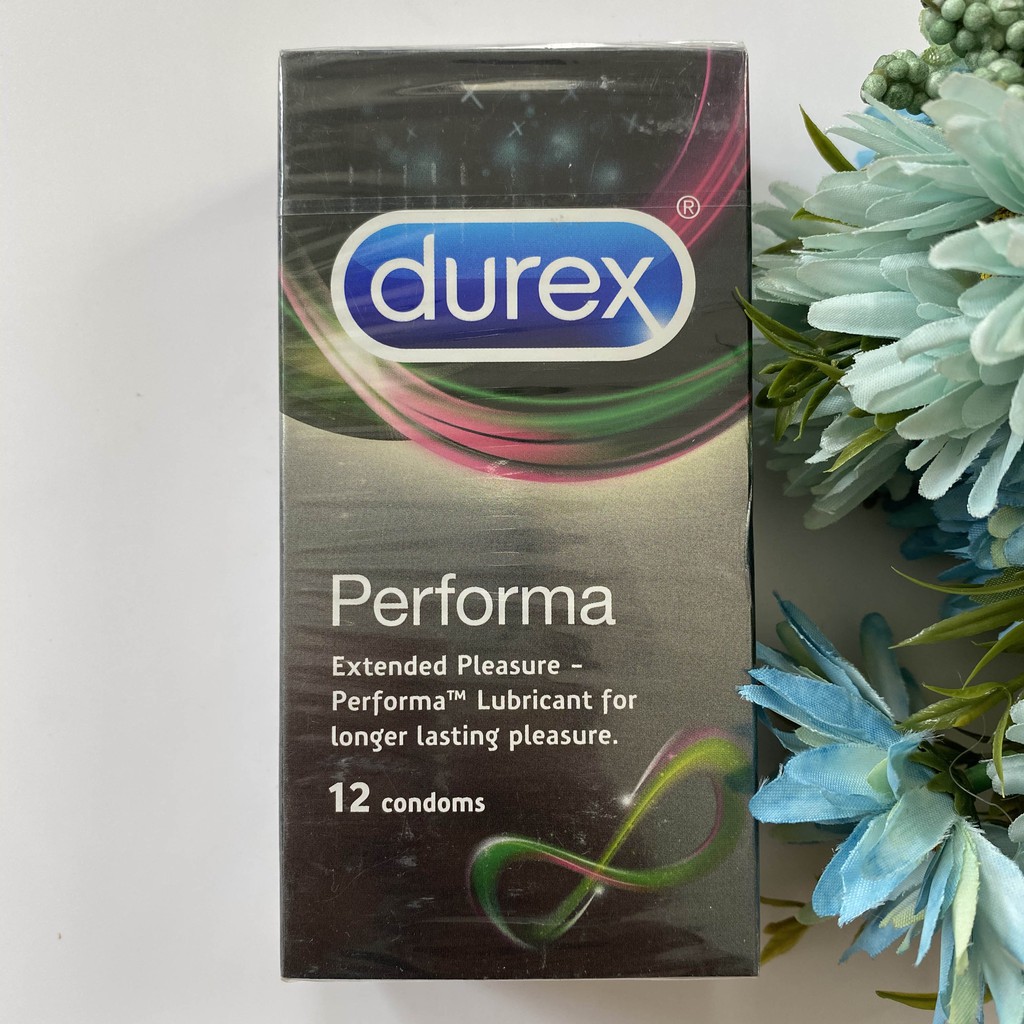 durex®
Performa
Extended Pleasure –
Performa™ Lubricant for
longer lasting pleasure.
12 condoms